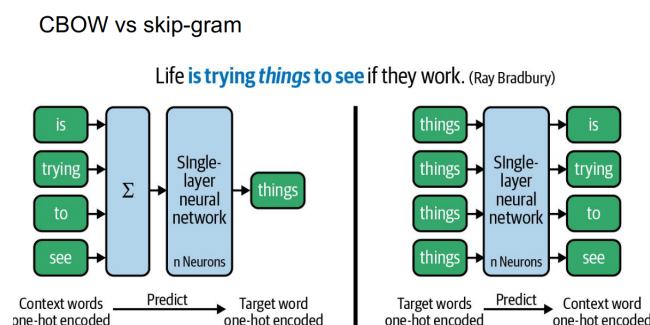 CBOW vs skip-gram
Life is trying things to see if they work. (Ray Bradbury)
is
trying
to
see
Σ
SIngle-
layer
neural
network
n Neurons
things
Context words
one-hot encoded
Predict
Target word
one-hot encoded
things
things
things
things
SIngle-
layer
neural
network
n Neurons
is
trying
to
see
Target words
one-hot encoded
Predict
Context word
one-hot encoded